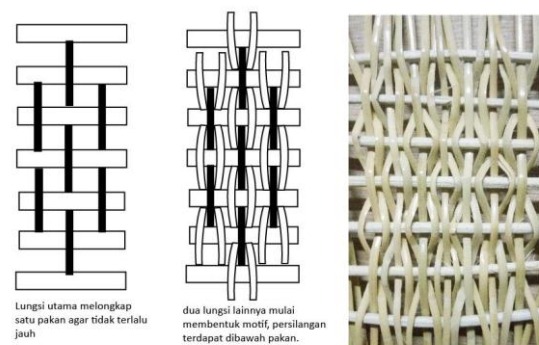 Lungsi utama melongkap
satu pakan agar tidak terlalu
jauh
dua lungsi lainnya mulai
membentuk motif, persilangan
terdapat dibawah pakan.